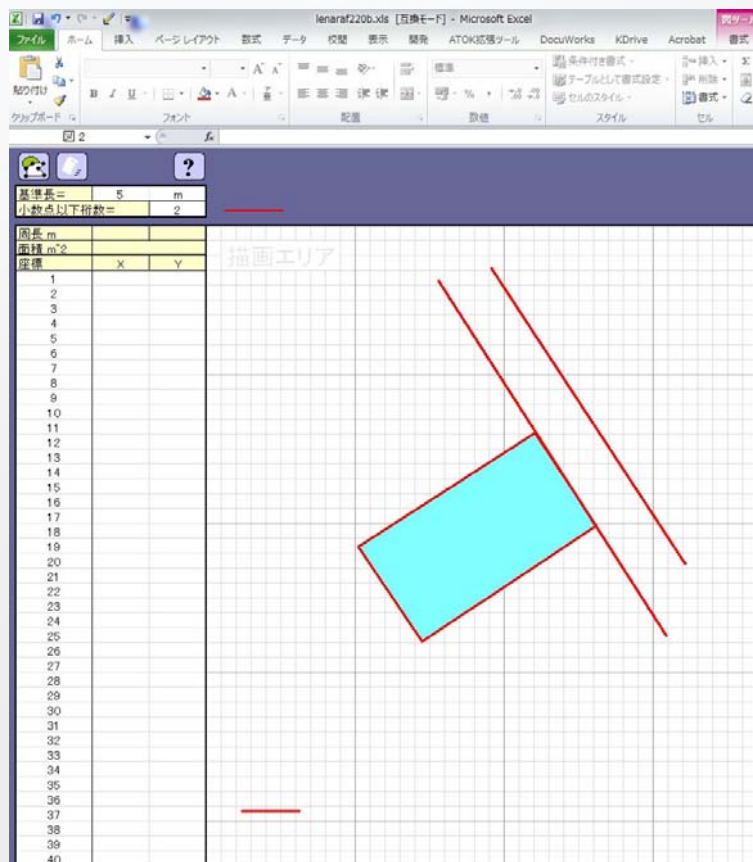 lenaraf220b.xls [互換モード] - Microsoft Excel
ファイル ホーム 挿入 ページ レイアウト 数式 データ 校閲 表示 開発 ATOK拡張ツール DocuWorks KDrive Acrobat 書式
貼り付け
B I U A A A
標準
条件付き書式
テーブルとして書式設定
セルのスタイル
挿入
削除
書式
クリップボード フォント 配置 数値 スタイル セル
図 2 fx
?
基準長= 5 m
小数点以下桁数= 2
周長 m
面積 m^2
座標 X Y
描画エリア
1
2
3
4
5
6
7
8
9
10
11
12
13
14
15
16
17
18
19
20
21
22
23
24
25
26
27
28
29
30
31
32
33
34
35
36
37
38
39
40